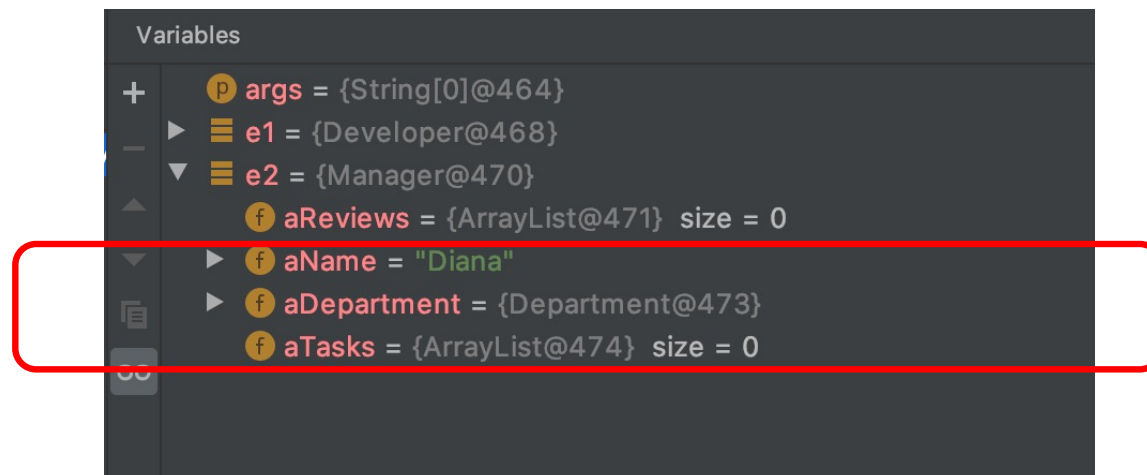 Variables
p args = {String[0]@464}
e1 = {Developer@468}
e2 = {Manager@470}
f aReviews = {ArrayList@471} size = 0
f aName = "Diana"
f aDepartment = {Department@473}
f aTasks = {ArrayList@474} size = 0